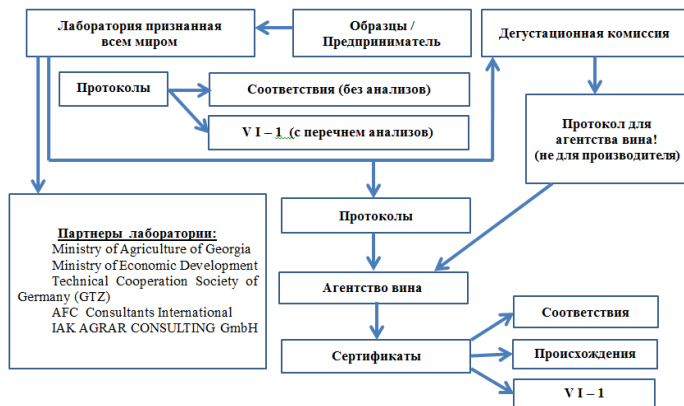 Лаборатория признанная
всем миром
Образцы /
Предприниматель
Дегустационная комиссия
Протоколы
Соответствия (без анализов)
V I – 1 (с перечнем анализов)
Протокол для
агентства вина!
(не для производителя)
Партнеры лаборатории:
Ministry of Agriculture of Georgia
Ministry of Economic Development
Technical Cooperation Society of
Germany (GTZ)
AFC Consultants International
IAK AGRAR CONSULTING GmbH
Протоколы
Агентство вина
Сертификаты
Соответствия
Происхождения
V I – 1